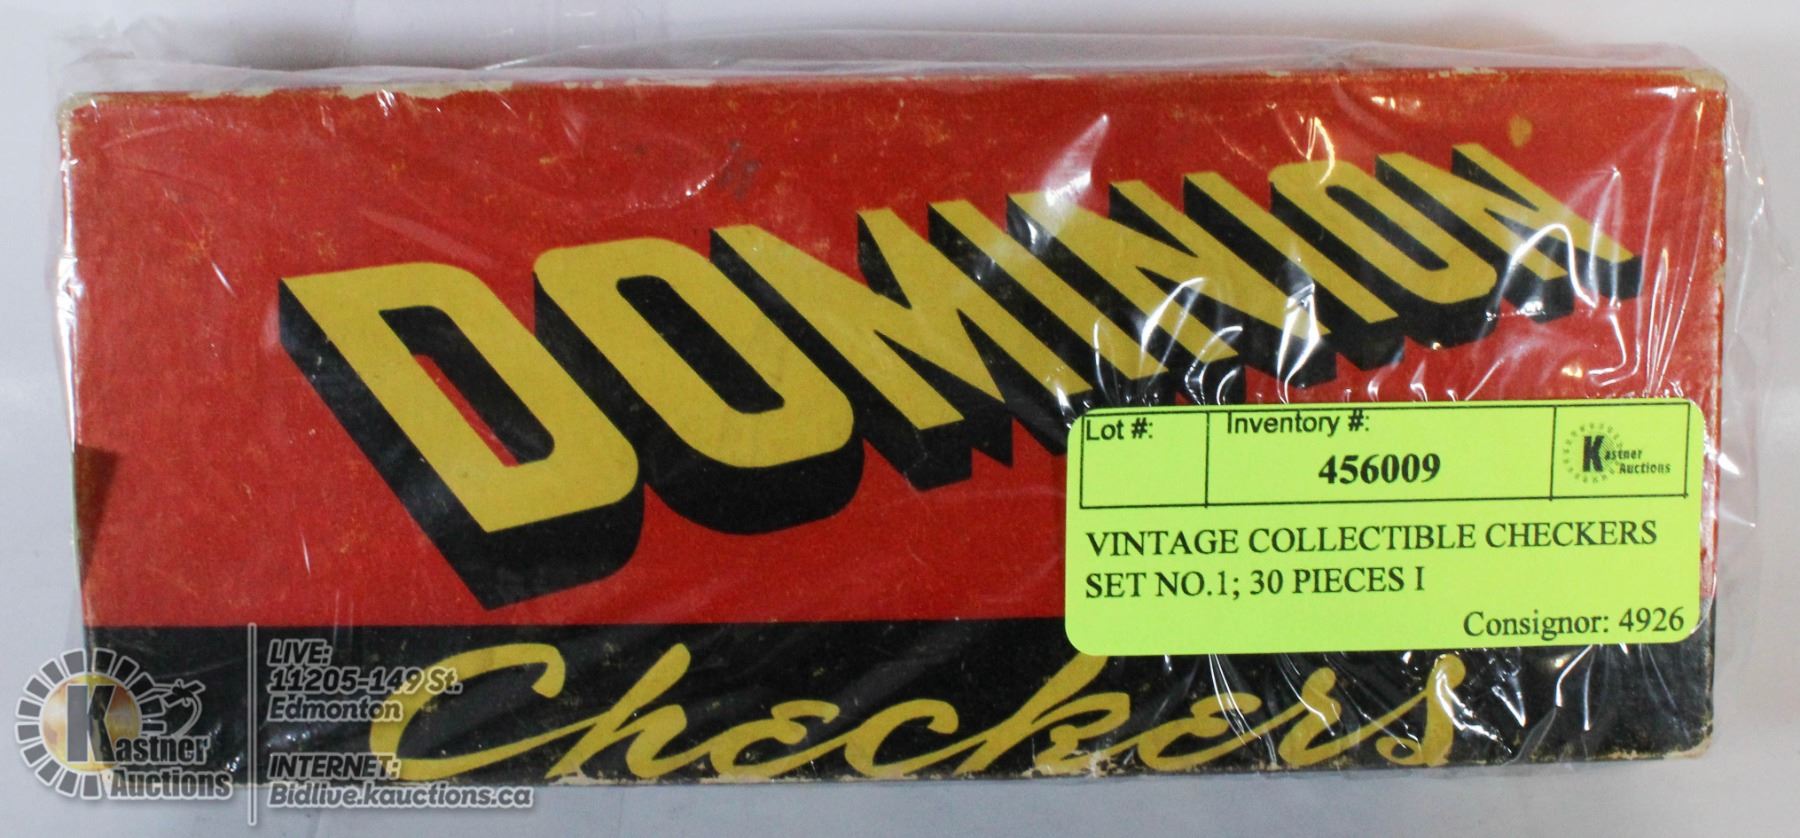 DOMINION
Checkers
Lot #:
Inventory #:
456009
Kastner
Auctions
VINTAGE COLLECTIBLE CHECKERS
SET NO.1; 30 PIECES I
Consignor: 4926
Kastner
Auctions
LIVE:
11205-149 St.
Edmonton
INTERNET:
Bidlive.kauctions.ca